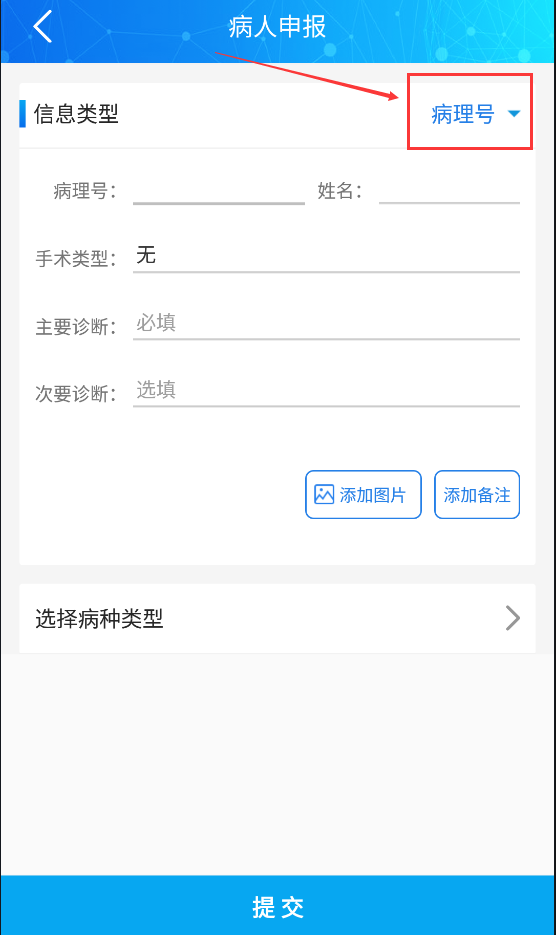 病人申报
信息类型 病理号
病理号： 姓名：
手术类型： 无
主要诊断： 必填
次要诊断： 选填
添加图片 添加备注
选择病种类型
提交